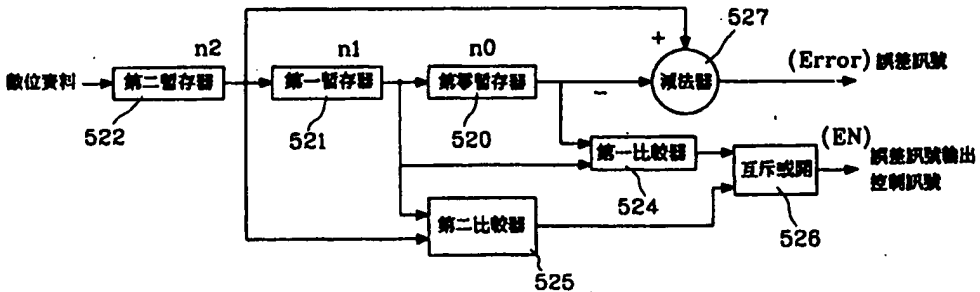 527
+
n2
n1
n0
(Error) 誤差訊號
數位資料
第二暫存器
第一暫存器
第零暫存器
減法器
−
522
521
520
(EN)
第一比較器
誤差訊號輸出
控制訊號
互斥或閘
524
第二比較器
526
525